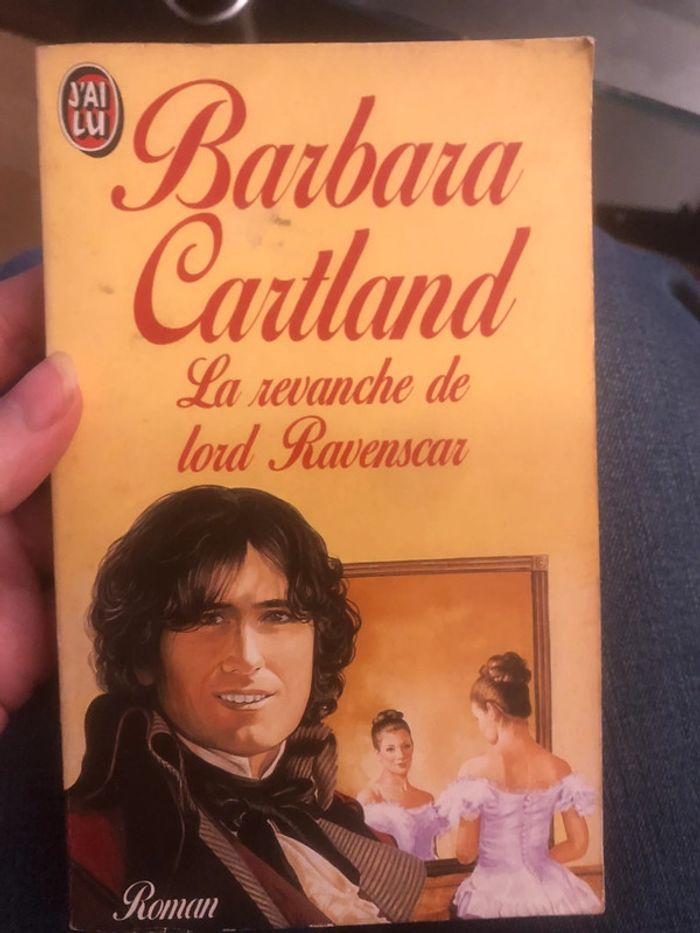 J'AI
LU
Barbara
Cartland
La revanche de
lord Ravenscar
Roman